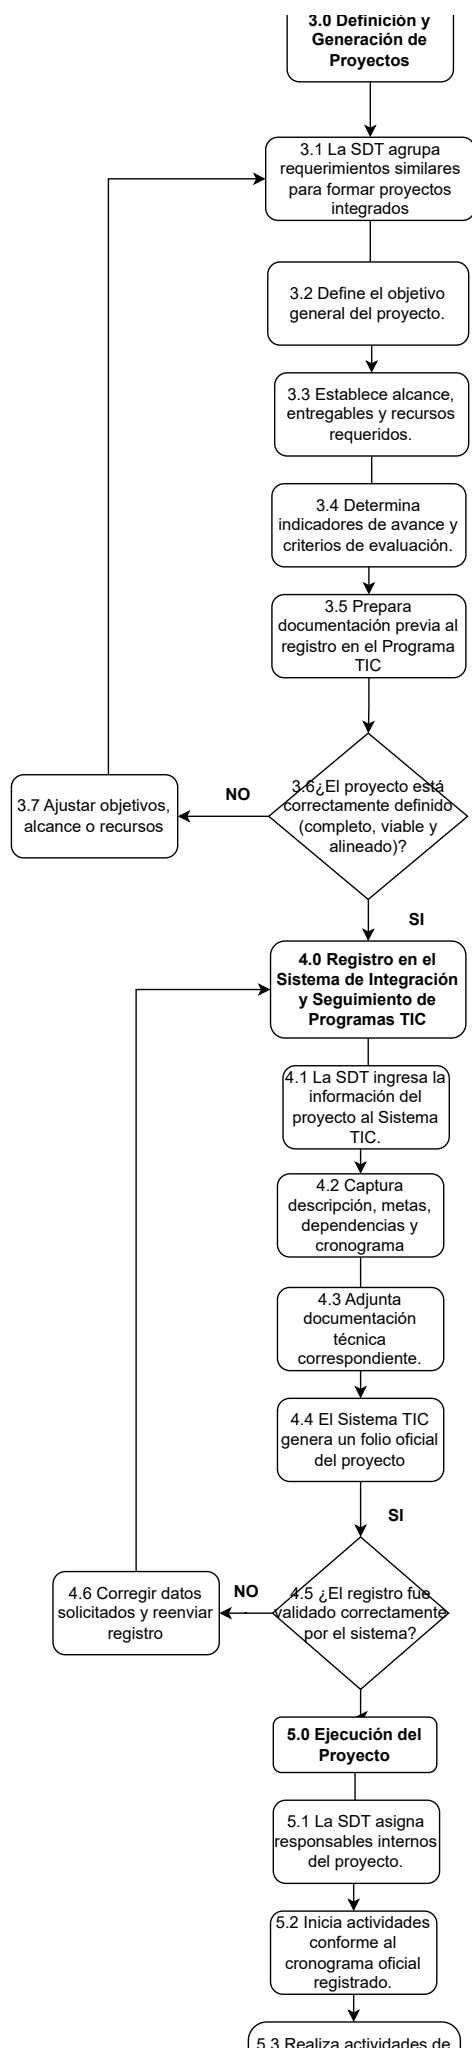 3.0 Definición y
Generación de
Proyectos
3.1 La SDT agrupa
requerimientos similares
para formar proyectos
integrados
3.2 Define el objetivo
general del proyecto.
3.3 Establece alcance,
entregables y recursos
requeridos.
3.4 Determina
indicadores de avance y
criterios de evaluación.
3.5 Prepara
documentación previa al
registro en el Programa
TIC
3.6¿El proyecto está
correctamente definido
(completo, viable y
alineado)?
NO
3.7 Ajustar objetivos,
alcance o recursos
SI
4.0 Registro en el
Sistema de Integración
y Seguimiento de
Programas TIC
4.1 La SDT ingresa la
información del
proyecto al Sistema
TIC.
4.2 Captura
descripción, metas,
dependencias y
cronograma
4.3 Adjunta
documentación
técnica
correspondiente.
4.4 El Sistema TIC
genera un folio oficial
del proyecto
SI
4.5 ¿El registro fue
validado correctamente
por el sistema?
NO
4.6 Corregir datos
solicitados y reenviar
registro
5.0 Ejecución del
Proyecto
5.1 La SDT asigna
responsables internos
del proyecto.
5.2 Inicia actividades
conforme al
cronograma oficial
registrado.
5.3 Realiza actividades de